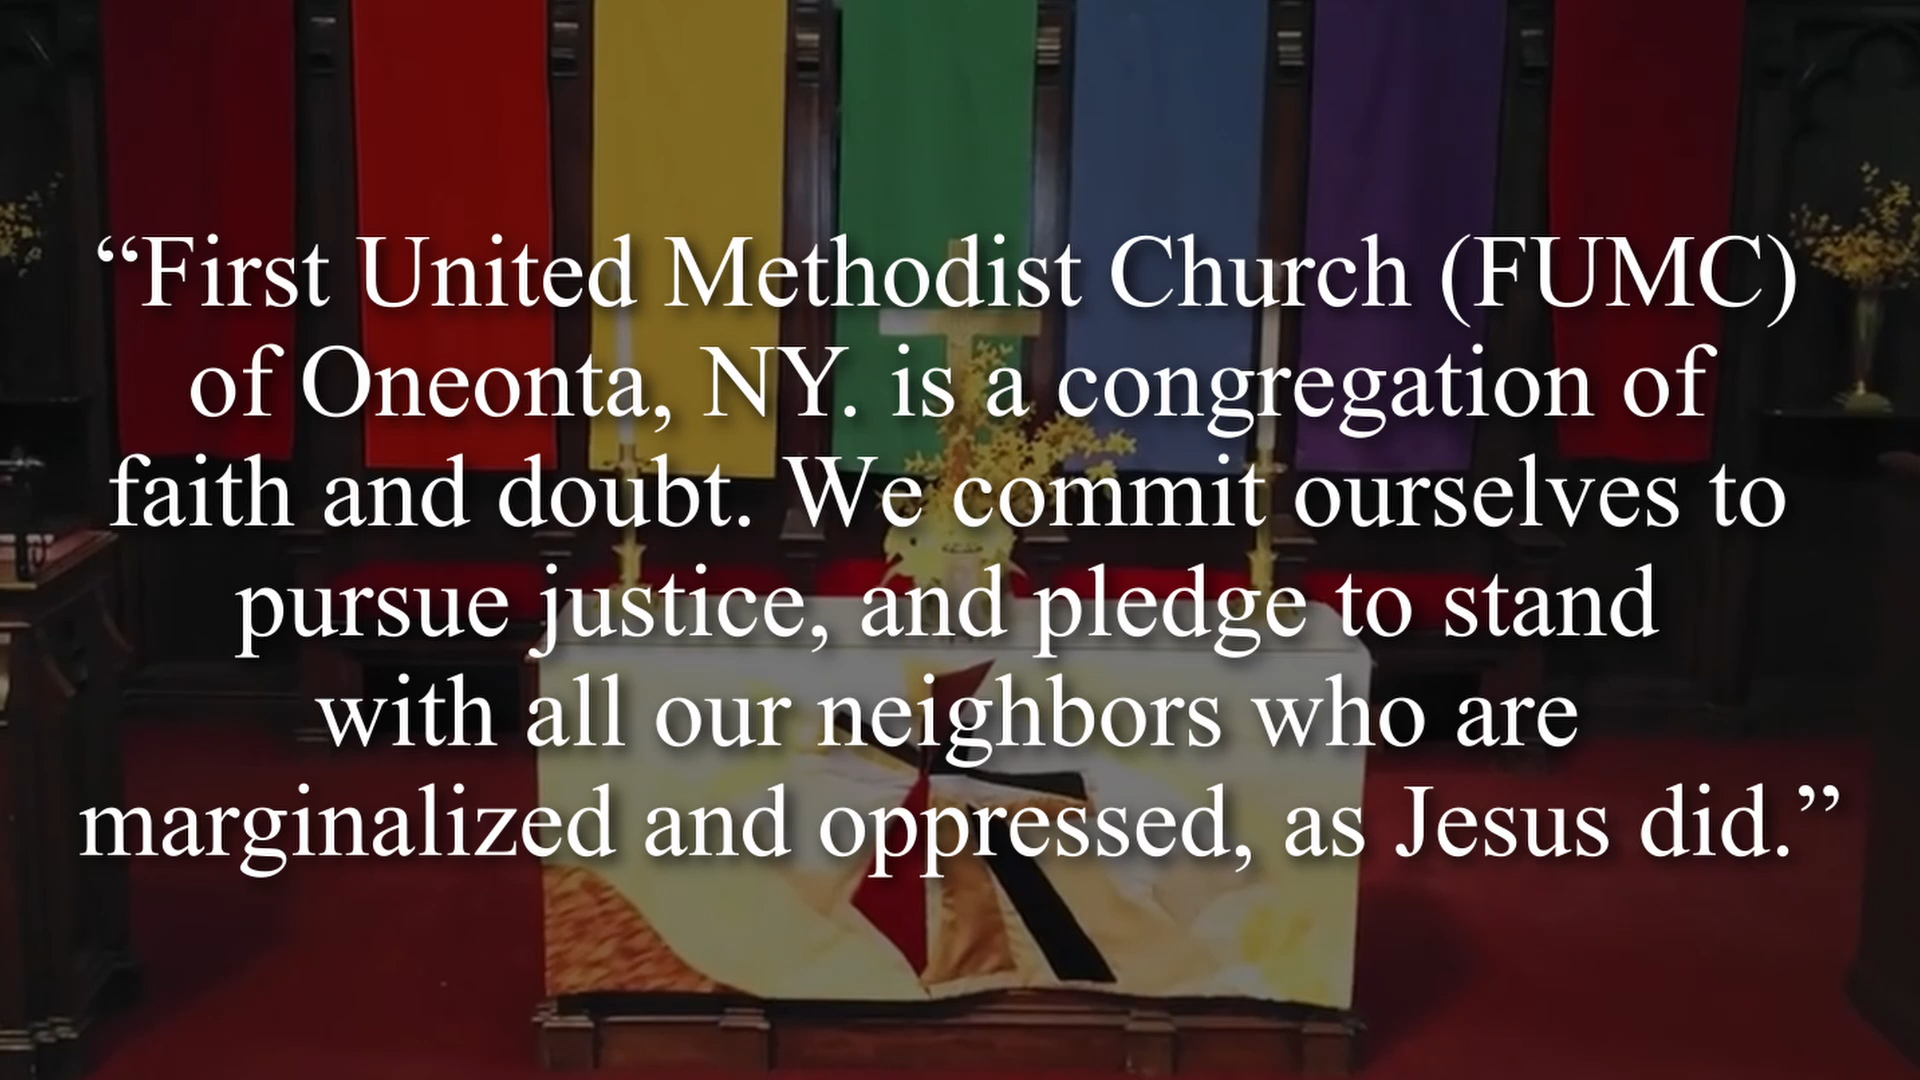 “First United Methodist Church (FUMC)
of Oneonta, NY. is a congregation of
faith and doubt. We commit ourselves to
pursue justice, and pledge to stand
with all our neighbors who are
marginalized and oppressed, as Jesus did.”